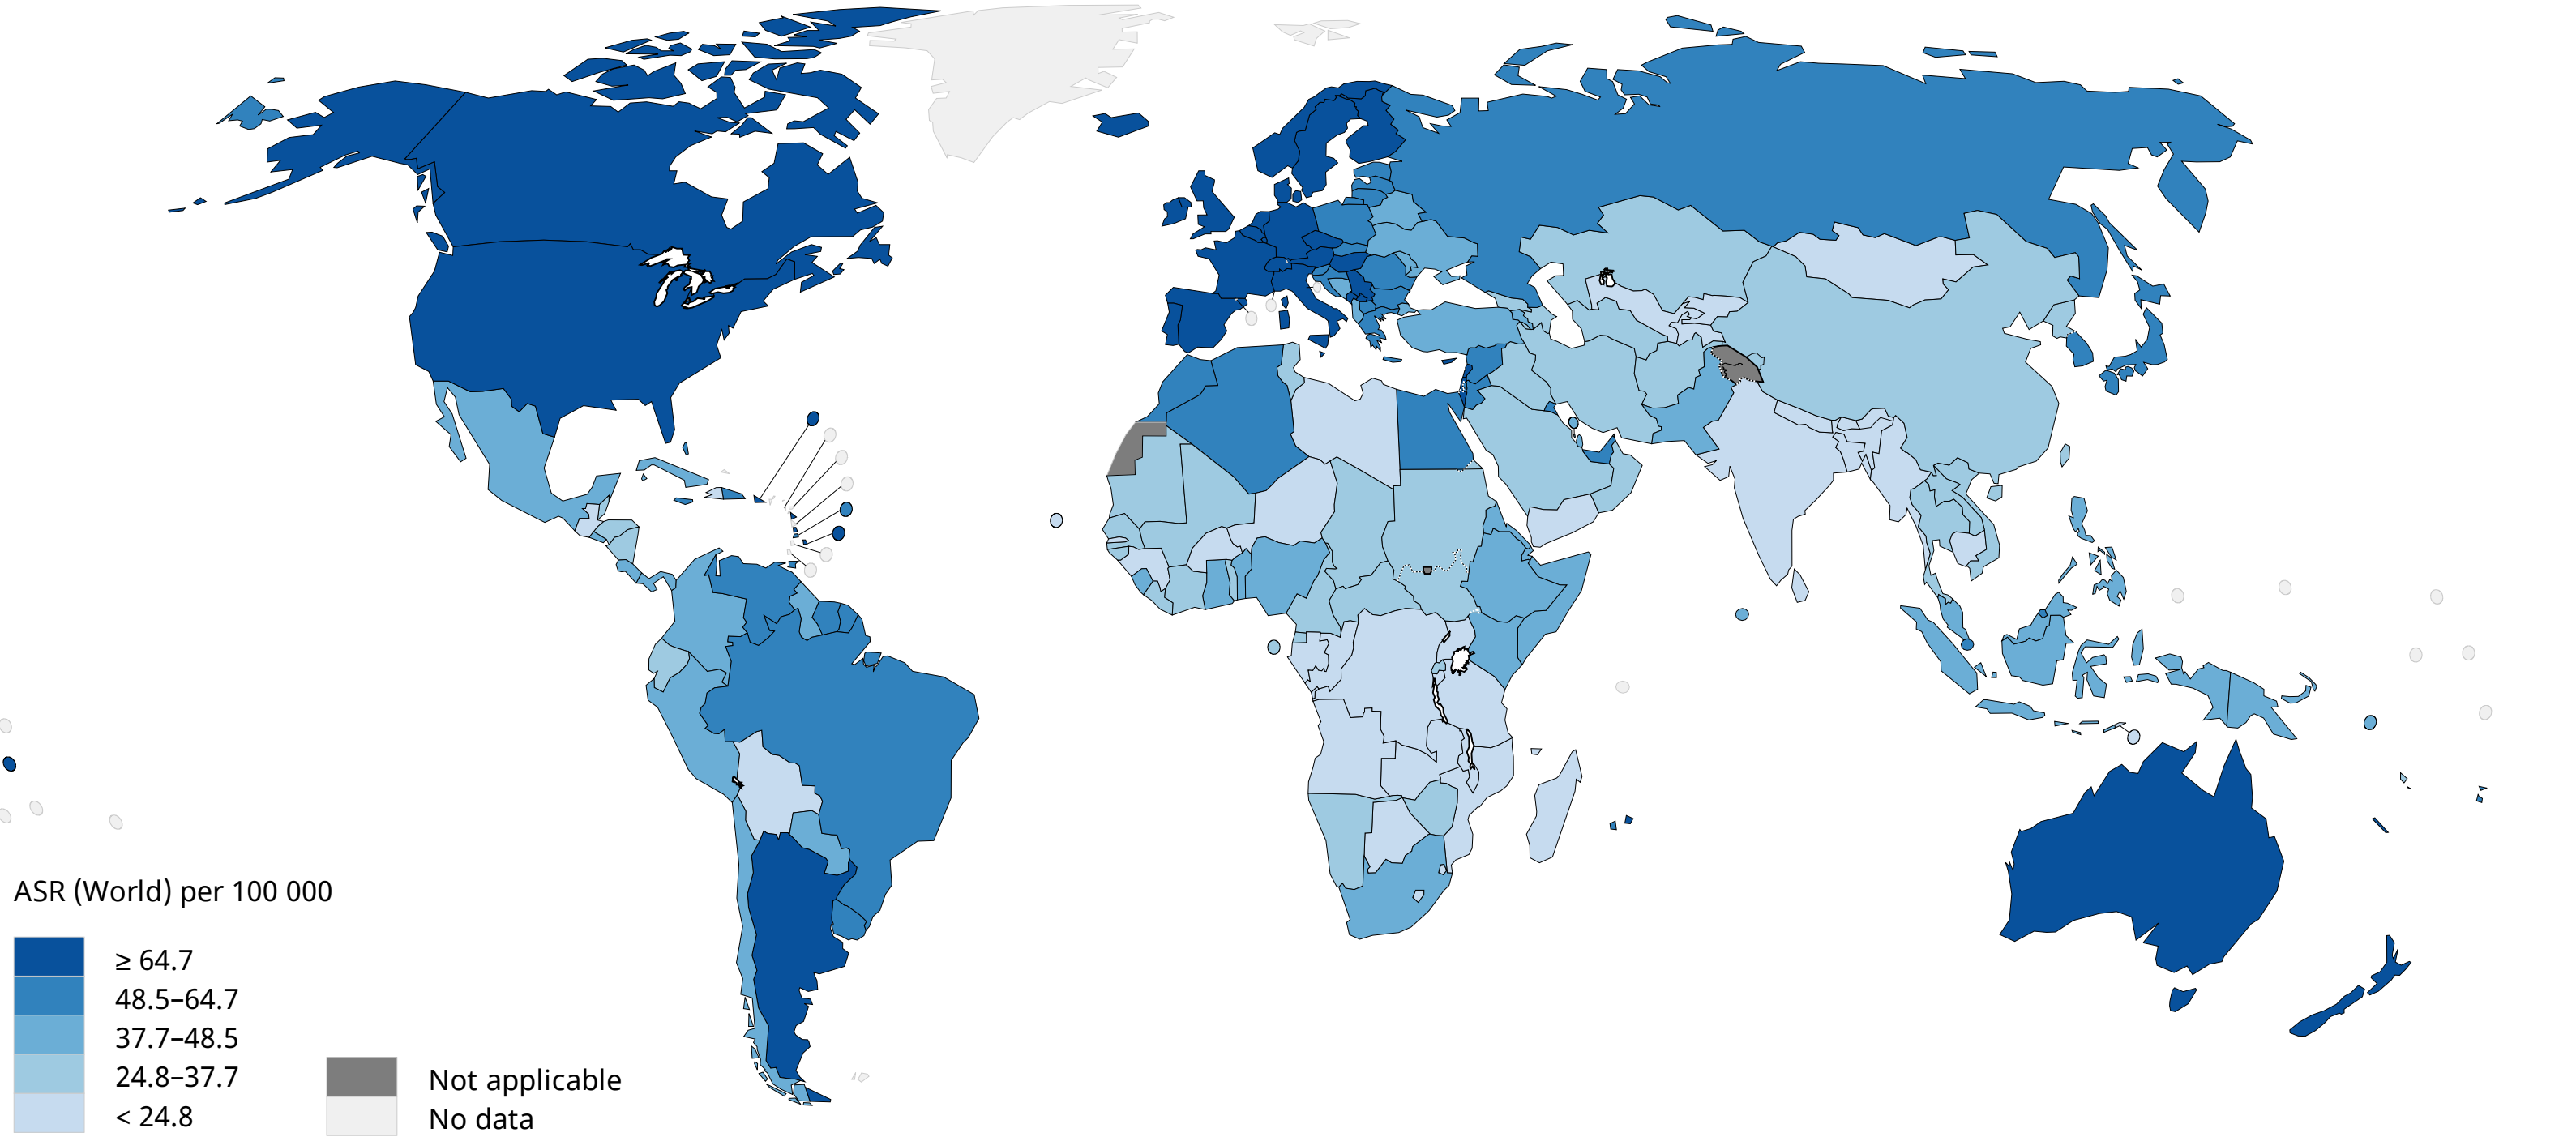 ASR (World) per 100 000
≥ 64.7
48.5–64.7
37.7–48.5
24.8–37.7
< 24.8
Not applicable
No data